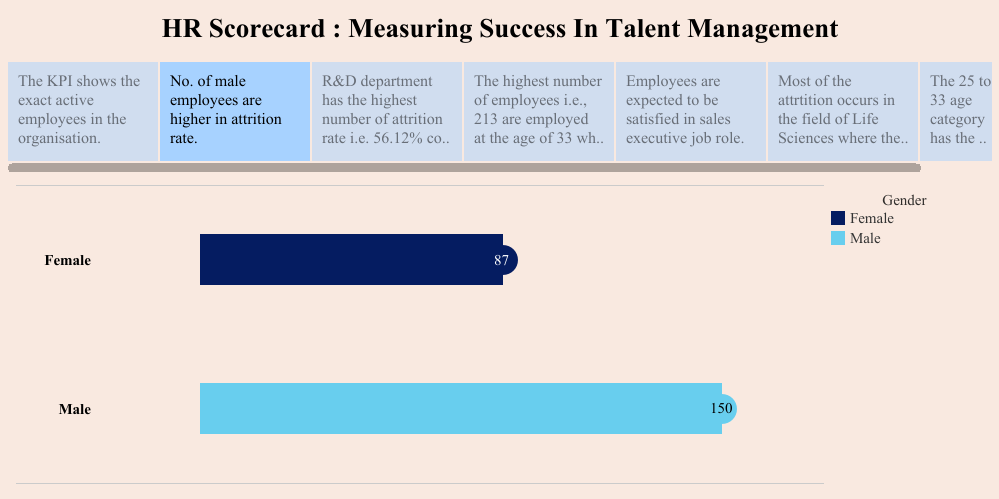 HR Scorecard : Measuring Success In Talent Management
The KPI shows the
exact active
employees in the
organisation.
No. of male
employees are
higher in attrition
rate.
R&D department
has the highest
number of attrition
rate i.e. 56.12% co..
The highest number
of employees i.e.,
213 are employed
at the age of 33 wh..
Employees are
expected to be
satisfied in sales
executive job role.
Most of the
attrtition occurs in
the field of Life
Sciences where the..
The 25 to
33 age
category
has the ..
Gender
Female
Male
Female
87
Male
150